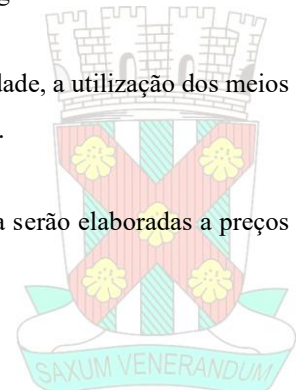 dade, a utilização dos meios
.
a serão elaboradas a preços
SAXUM VENERANDUM